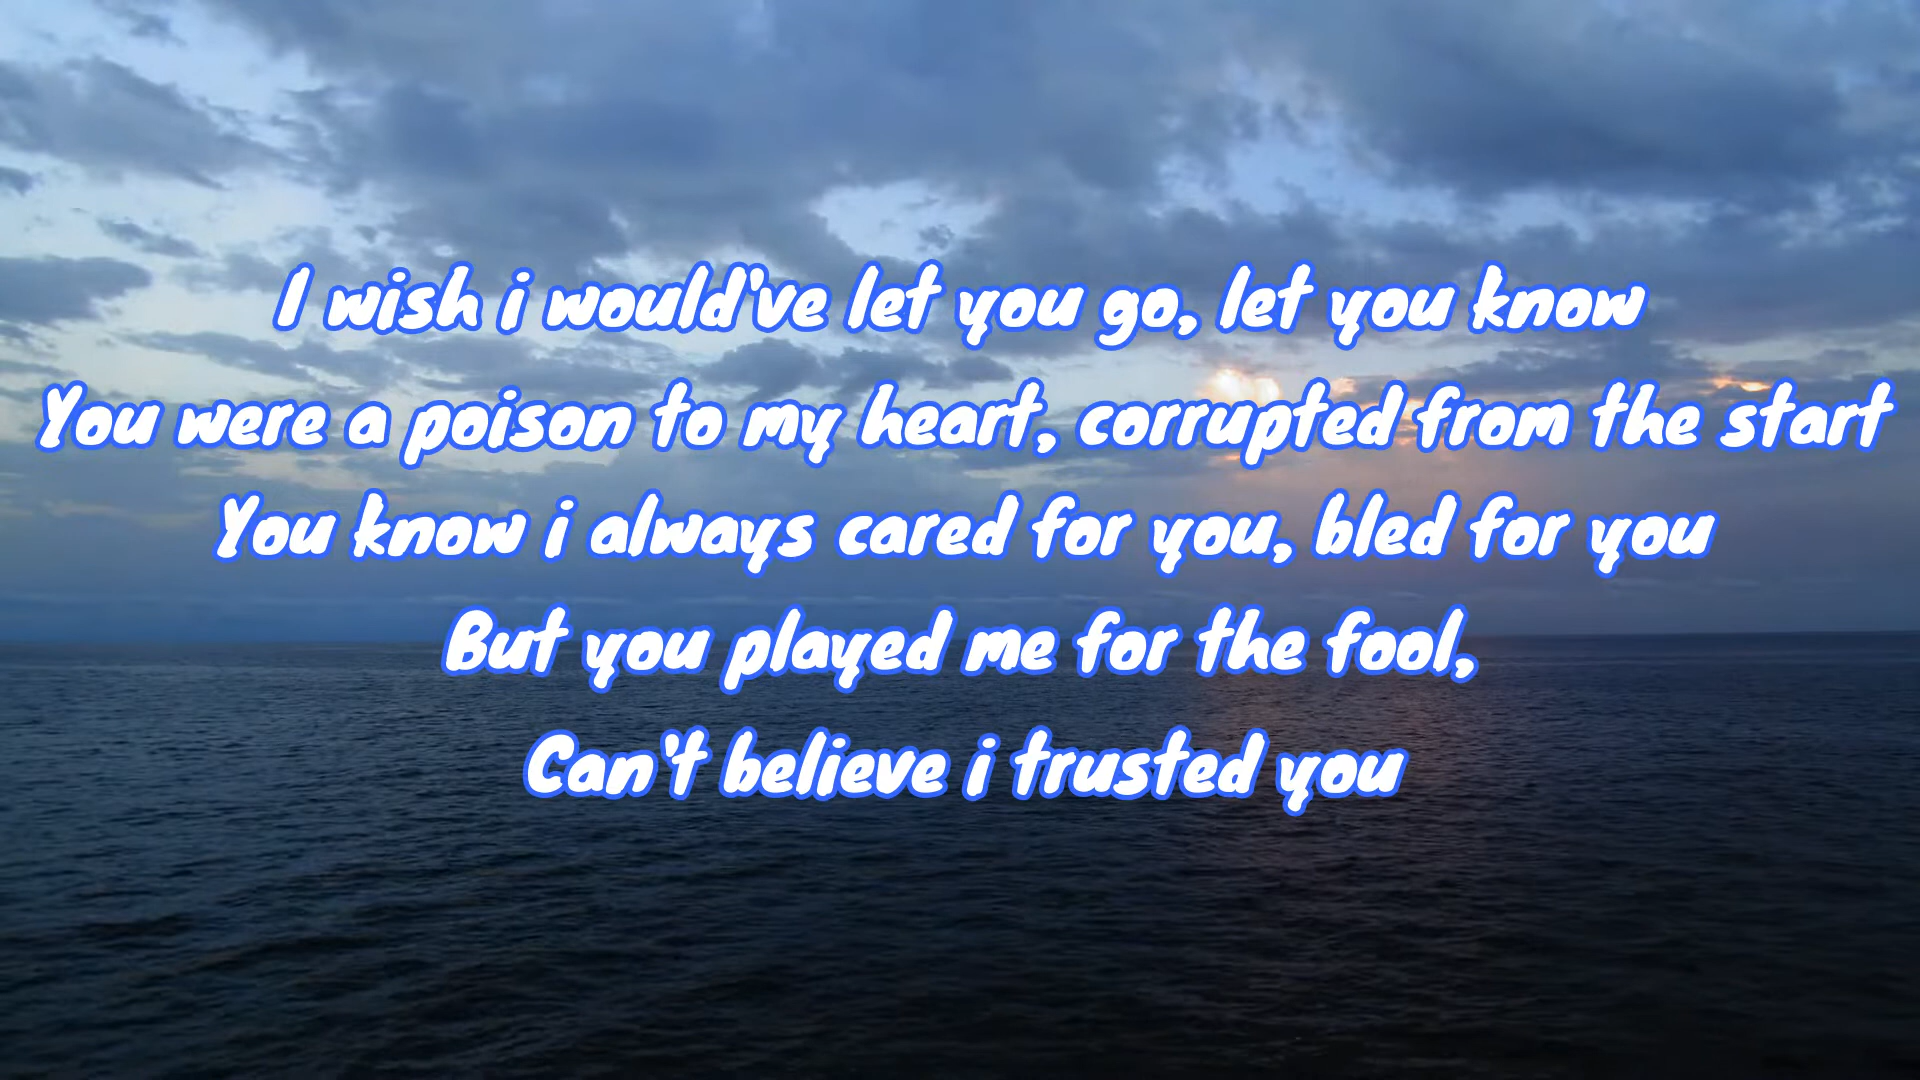 I wish i would've let you go, let you know
You were a poison to my heart, corrupted from the start
You know i always cared for you, bled for you
But you played me for the fool,
Can't believe i trusted you